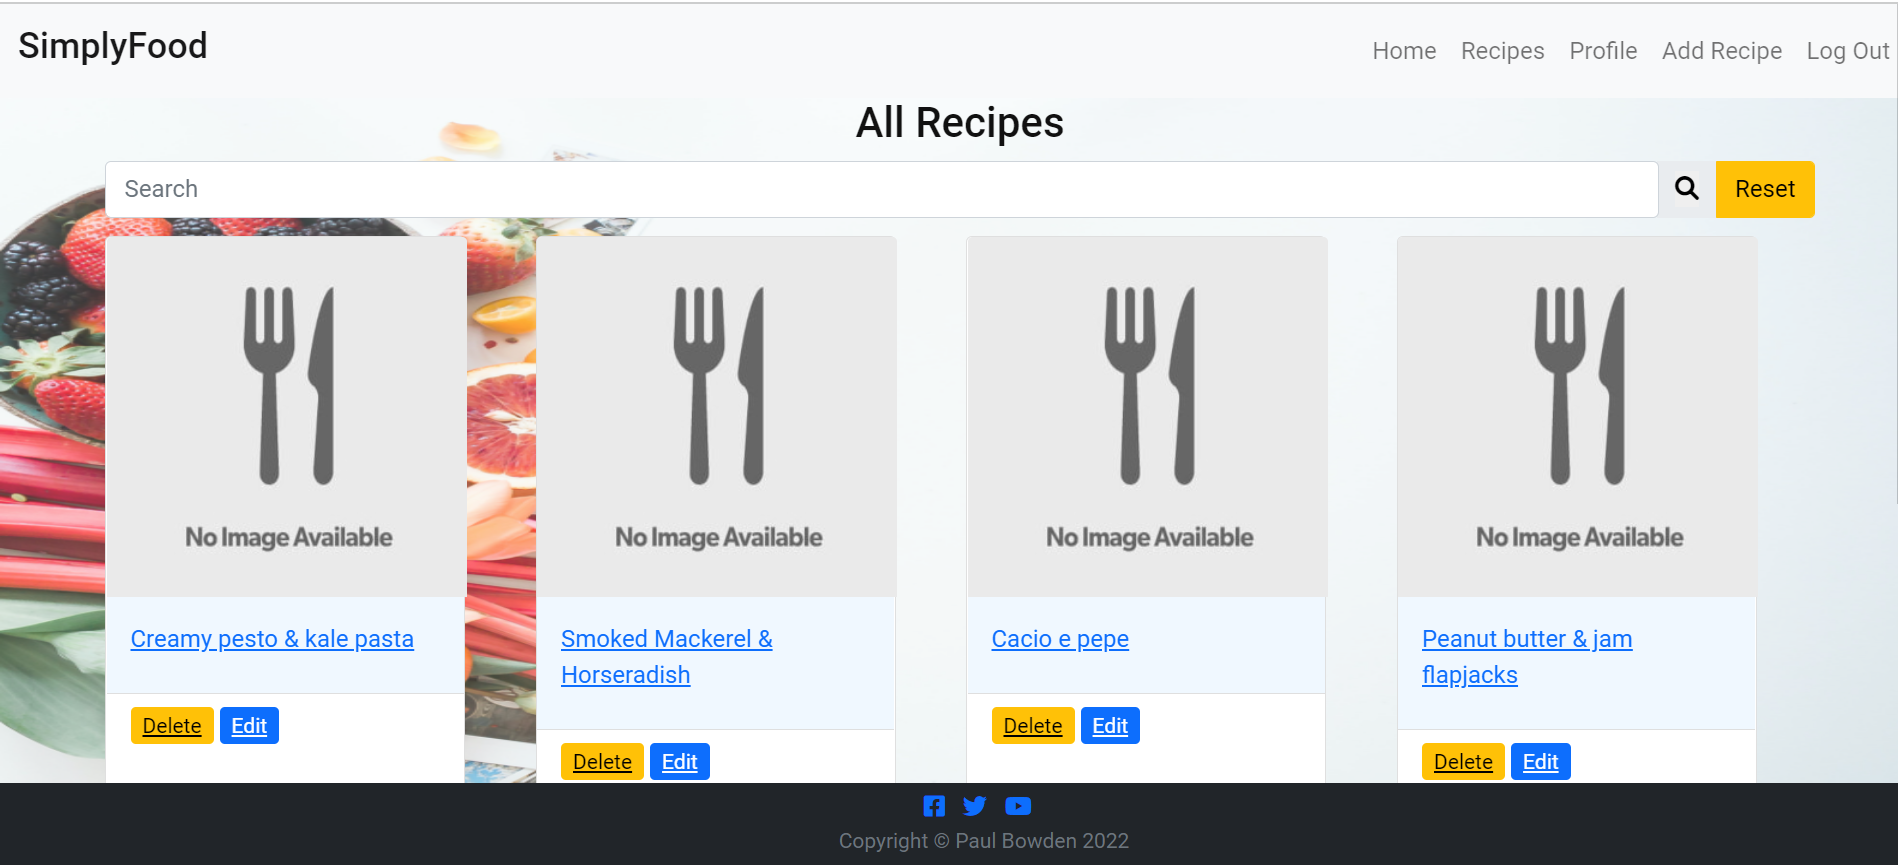 SimplyFood
Home Recipes Profile Add Recipe Log Out
All Recipes
Search
Reset
No Image Available
No Image Available
No Image Available
No Image Available
Creamy pesto & kale pasta
Smoked Mackerel &
Horseradish
Cacio e pepe
Peanut butter & jam
flapjacks
Delete Edit
Delete Edit
Delete Edit
Delete Edit
Copyright © Paul Bowden 2022